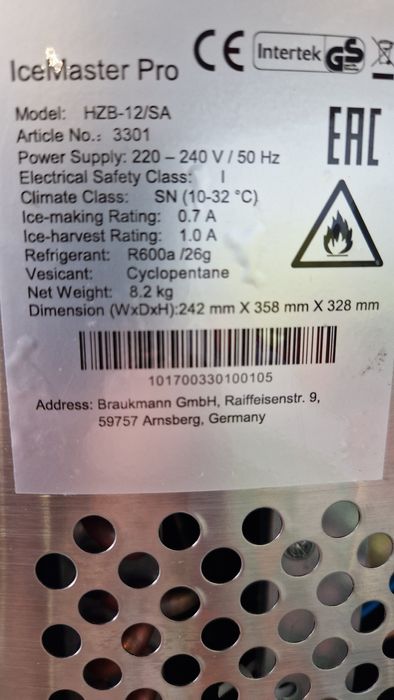 CE Intertek GS
IceMaster Pro
Model: HZB-12/SA
Article No.: 3301
Power Supply: 220 – 240 V / 50 Hz
Electrical Safety Class: I
Climate Class: SN (10-32 °C)
Ice-making Rating: 0.7 A
Ice-harvest Rating: 1.0 A
Refrigerant: R600a /26g
Vesicant: Cyclopentane
Net Weight: 8.2 kg
Dimension (WxDxH):242 mm X 358 mm X 328 mm
EAC
101700330100105
Address: Braukmann GmbH, Raiffeisenstr. 9,
59757 Arnsberg, Germany